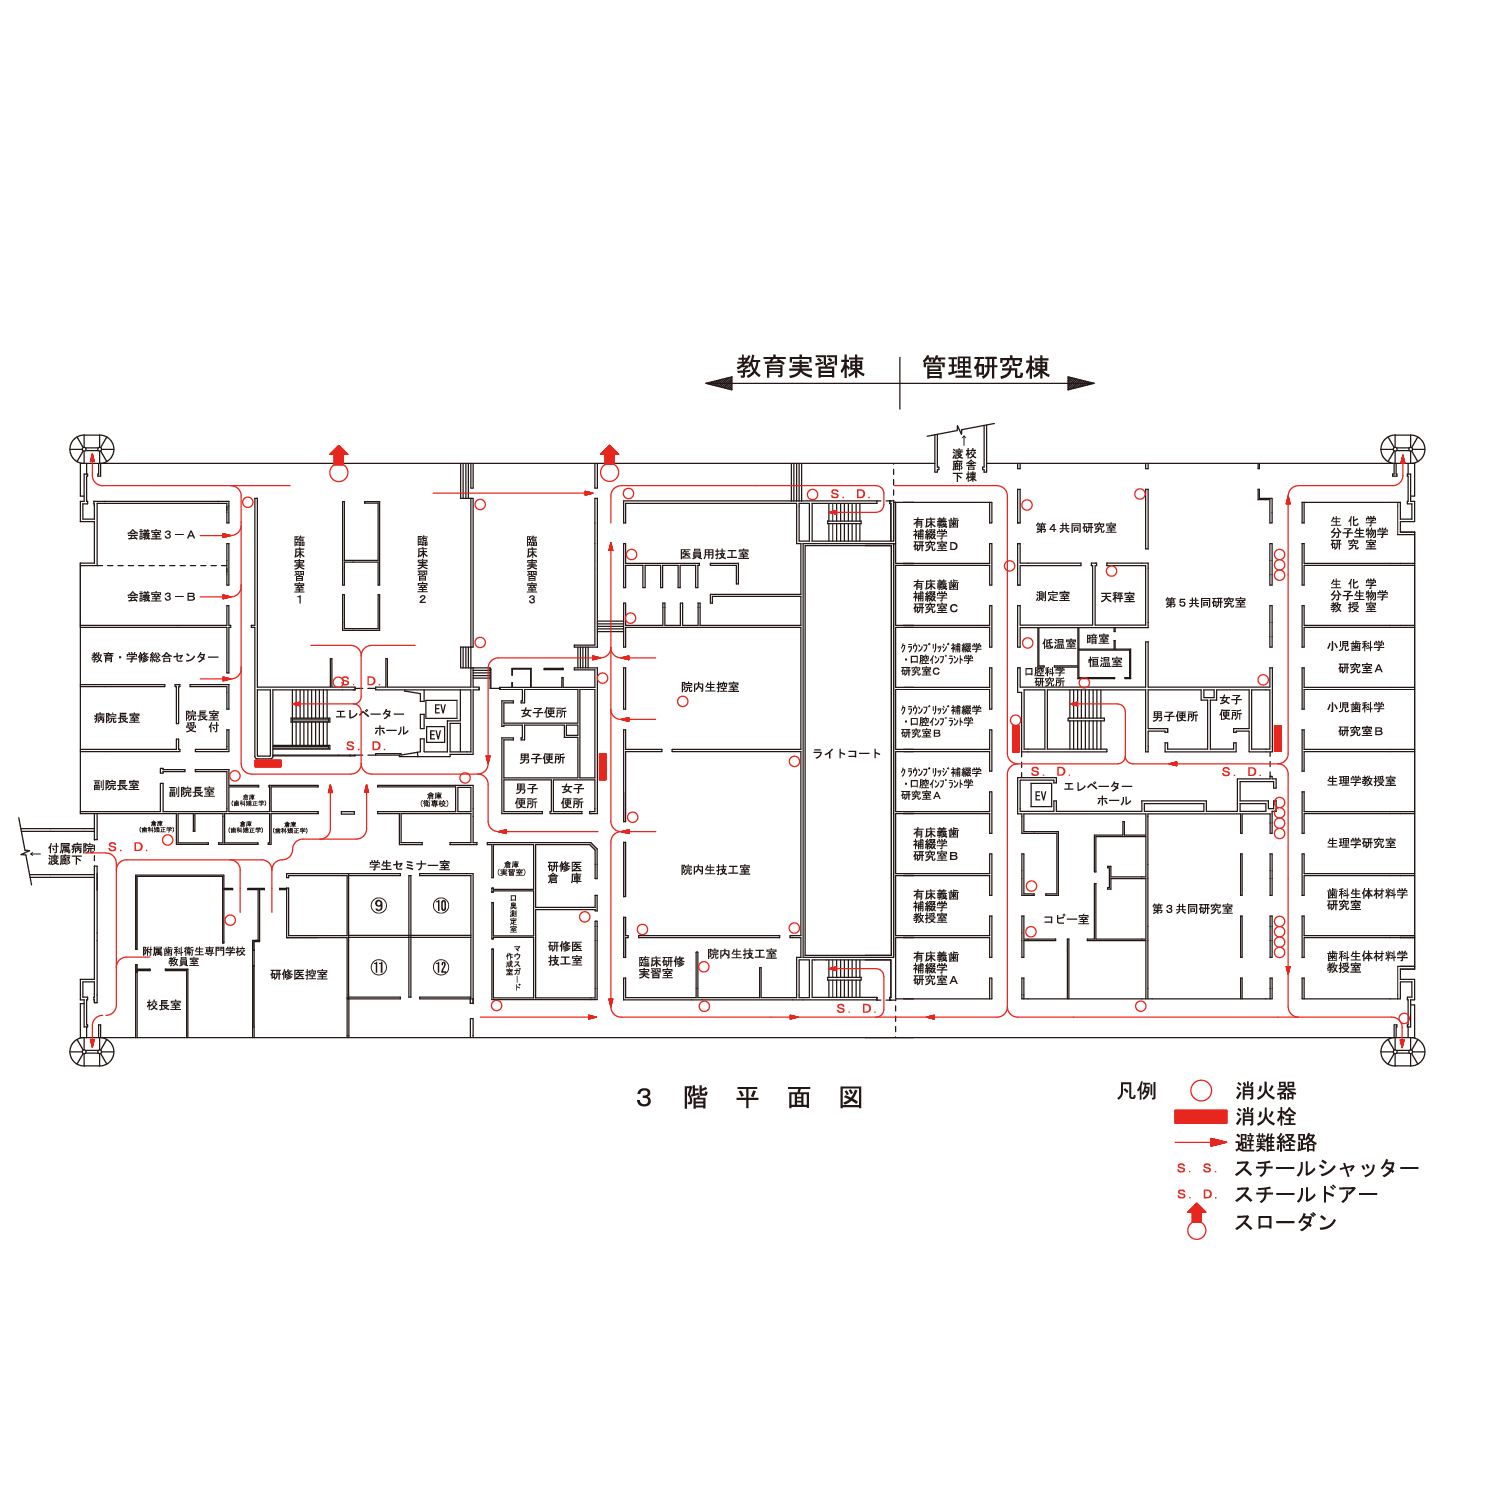 教育実習棟
管理研究棟
校舎棟
渡廊下
会議室３－Ａ
会議室３－Ｂ
教育・学修総合センター
病院長室
院長室
受付
副院長室
副院長室
臨床実習室1
臨床実習室2
臨床実習室3
S. D.
エレベーター
ホール
S. D.
EV
EV
女子便所
男子便所
男子
便所
女子
便所
倉庫
(歯科矯正学)
倉庫
(衛専校)
倉庫
(歯科矯正学)
倉庫
(歯科矯正学)
倉庫
(歯科矯正学)
付属病院
渡廊下
S. D.
学生セミナー室
⑨
⑩
⑪
⑫
附属歯科衛生専門学校
教員室
校長室
研修医控室
倉庫
(実習室)
口臭測定室
マウスガード
作成室
研修医
倉庫
研修医
技工室
医員用技工室
院内生控室
院内生技工室
臨床研修
実習室
院内生技工室
ライトコート
S. D.
S. D.
有床義歯
補綴学
研究室D
有床義歯
補綴学
研究室C
クラウンブリッジ補綴学
・口腔インプラント学
研究室C
クラウンブリッジ補綴学
・口腔インプラント学
研究室B
クラウンブリッジ補綴学
・口腔インプラント学
研究室A
有床義歯
補綴学
研究室B
有床義歯
補綴学
教授室
有床義歯
補綴学
研究室A
第４共同研究室
測定室
天秤室
低温室
暗室
恒温室
口腔科学
研究所
第５共同研究室
男子便所
女子
便所
S. D.
S. D.
EV
エレベーター
ホール
コピー室
第３共同研究室
生化学
分子生物学
研究室
生化学
分子生物学
教授室
小児歯科学
研究室Ａ
小児歯科学
研究室Ｂ
生理学教授室
生理学研究室
歯科生体材料学
研究室
歯科生体材料学
教授室
３階平面図
凡例
消火器
消火栓
避難経路
S. S. スチールシャッター
S. D. スチールドアー
スローダン